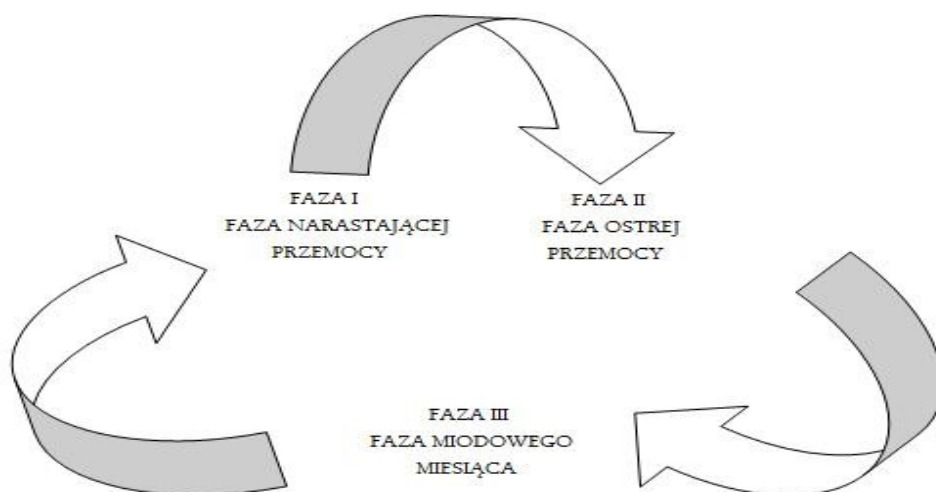 FAZA I
FAZA NARASTAJĄCEJ
PRZEMOCY
FAZA II
FAZA OSTREJ
PRZEMOCY
FAZA III
FAZA MIODOWEGO
MIESIĄCA